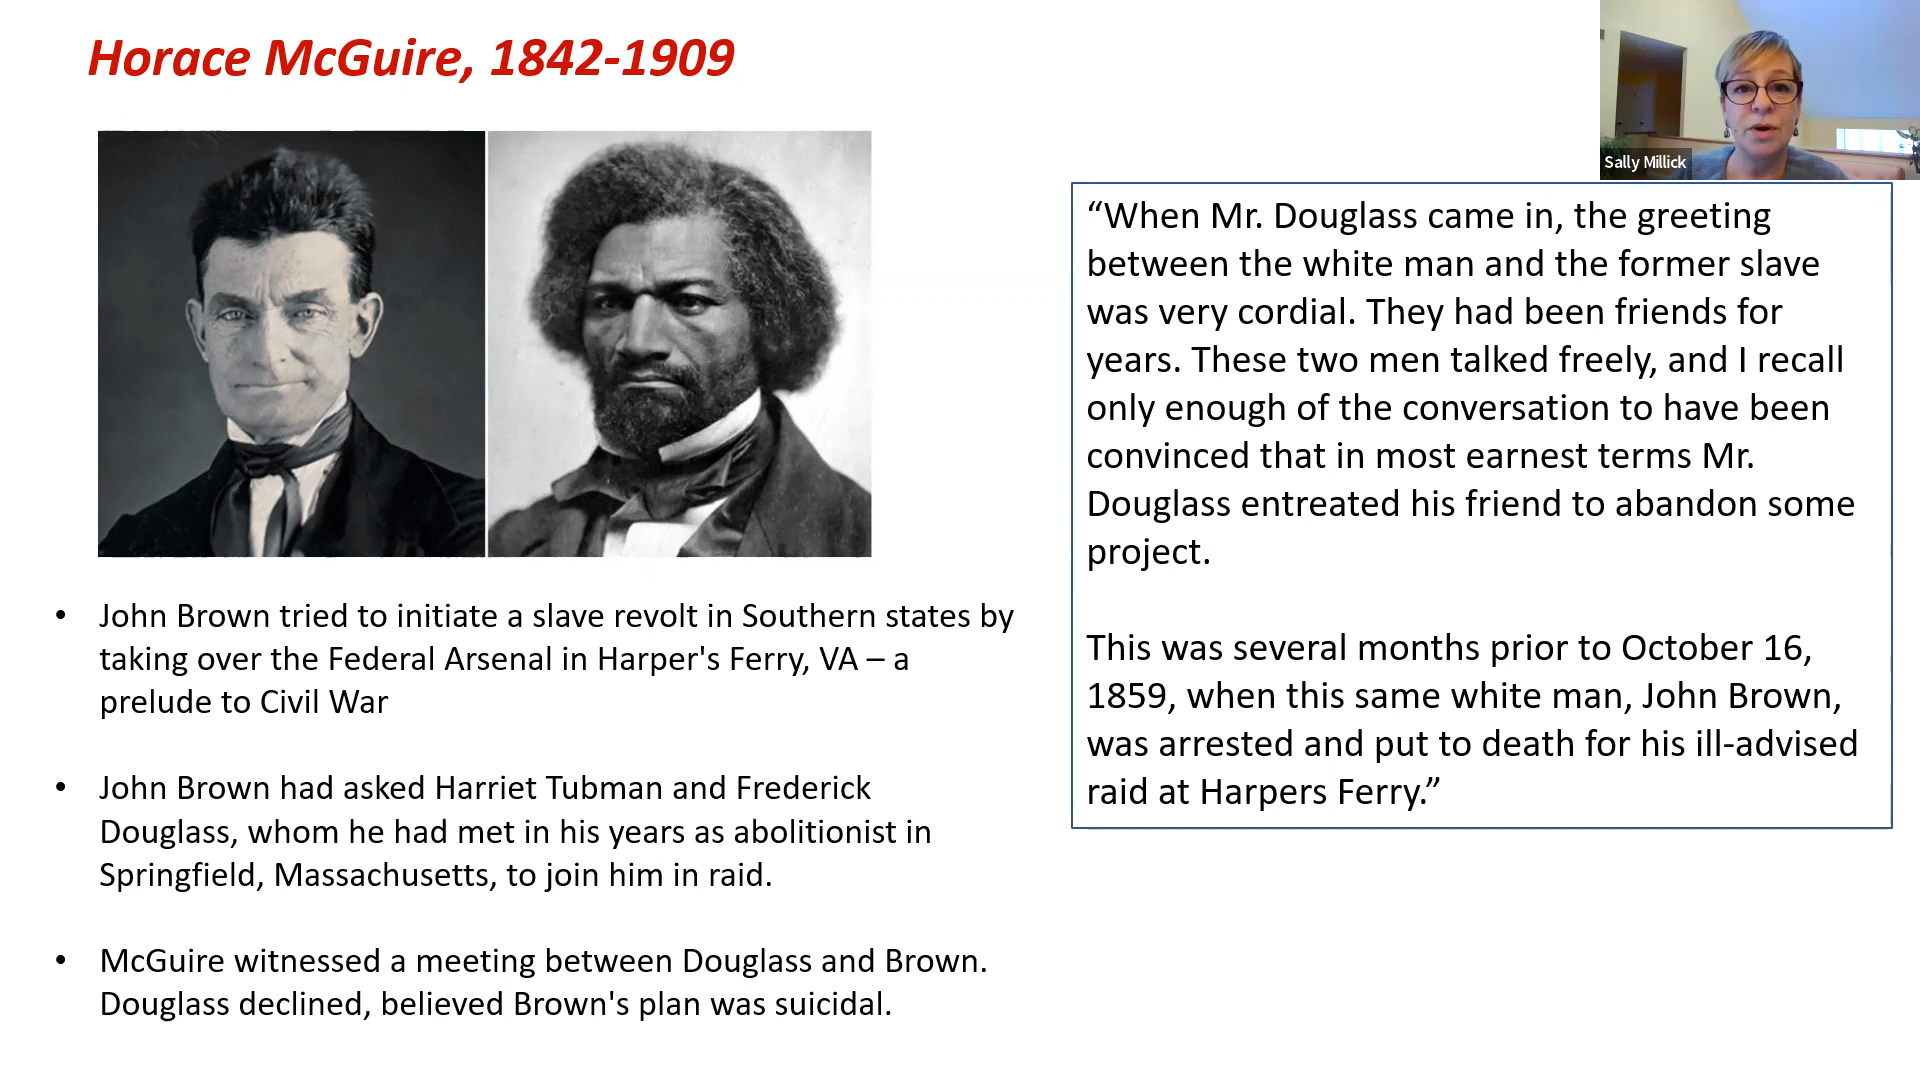 Horace McGuire, 1842-1909
Sally Millick
“When Mr. Douglass came in, the greeting
between the white man and the former slave
was very cordial. They had been friends for
years. These two men talked freely, and I recall
only enough of the conversation to have been
convinced that in most earnest terms Mr.
Douglass entreated his friend to abandon some
project.
This was several months prior to October 16,
1859, when this same white man, John Brown,
was arrested and put to death for his ill-advised
raid at Harpers Ferry.”
• John Brown tried to initiate a slave revolt in Southern states by
taking over the Federal Arsenal in Harper's Ferry, VA – a
prelude to Civil War
• John Brown had asked Harriet Tubman and Frederick
Douglass, whom he had met in his years as abolitionist in
Springfield, Massachusetts, to join him in raid.
• McGuire witnessed a meeting between Douglass and Brown.
Douglass declined, believed Brown's plan was suicidal.